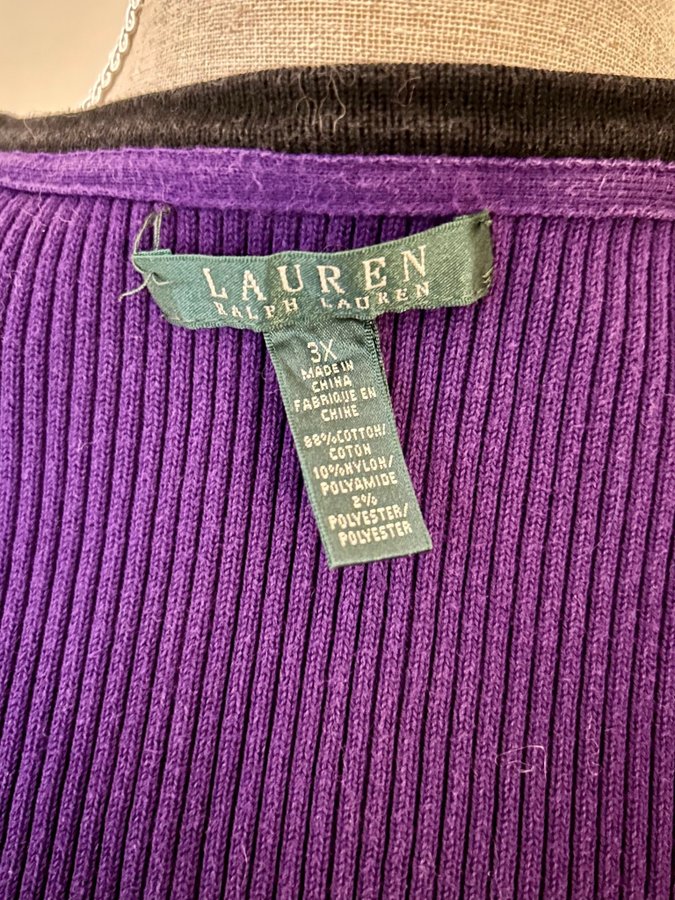 LAUREN
RALPH LAUREN
3X
MADE IN
CHINA
FABRIQUE EN
CHINE
88%COTTON/
COTON
10%NYLON/
POLYAMIDE
2%
POLYESTER/
POLYESTER